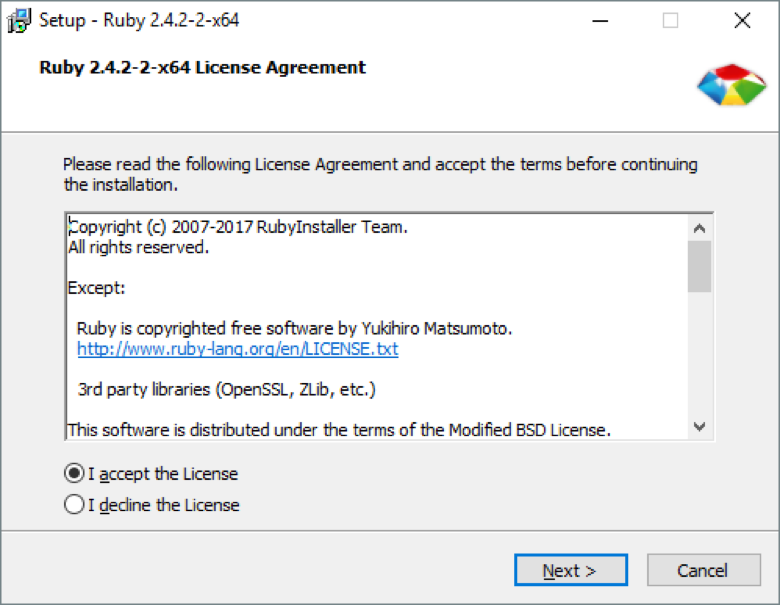 Setup - Ruby 2.4.2-2-x64
Ruby 2.4.2-2-x64 License Agreement
Please read the following License Agreement and accept the terms before continuing
the installation.
Copyright (c) 2007-2017 RubyInstaller Team.
All rights reserved.
Except:
Ruby is copyrighted free software by Yukihiro Matsumoto.
http://www.ruby-lang.org/en/LICENSE.txt
3rd party libraries (OpenSSL, ZLib, etc.)
This software is distributed under the terms of the Modified BSD License.
I accept the License
I decline the License
Next >
Cancel